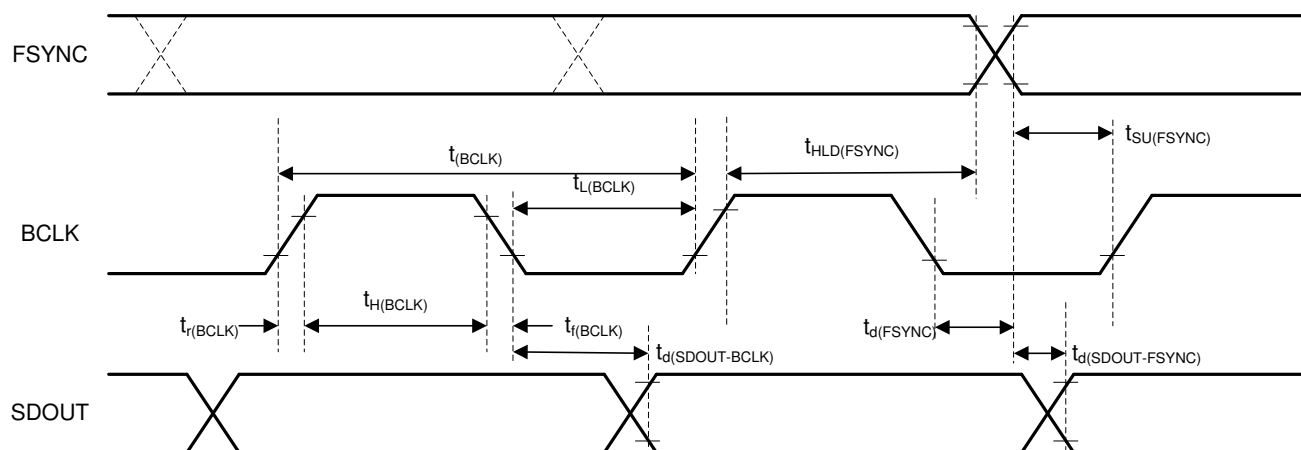 FSYNC
t(BCLK)
tHLD(FSYNC)
tSU(FSYNC)
tL(BCLK)
BCLK
tr(BCLK)
tH(BCLK)
tf(BCLK)
td(FSYNC)
td(SDOUT-BCLK)
td(SDOUT-FSYNC)
SDOUT